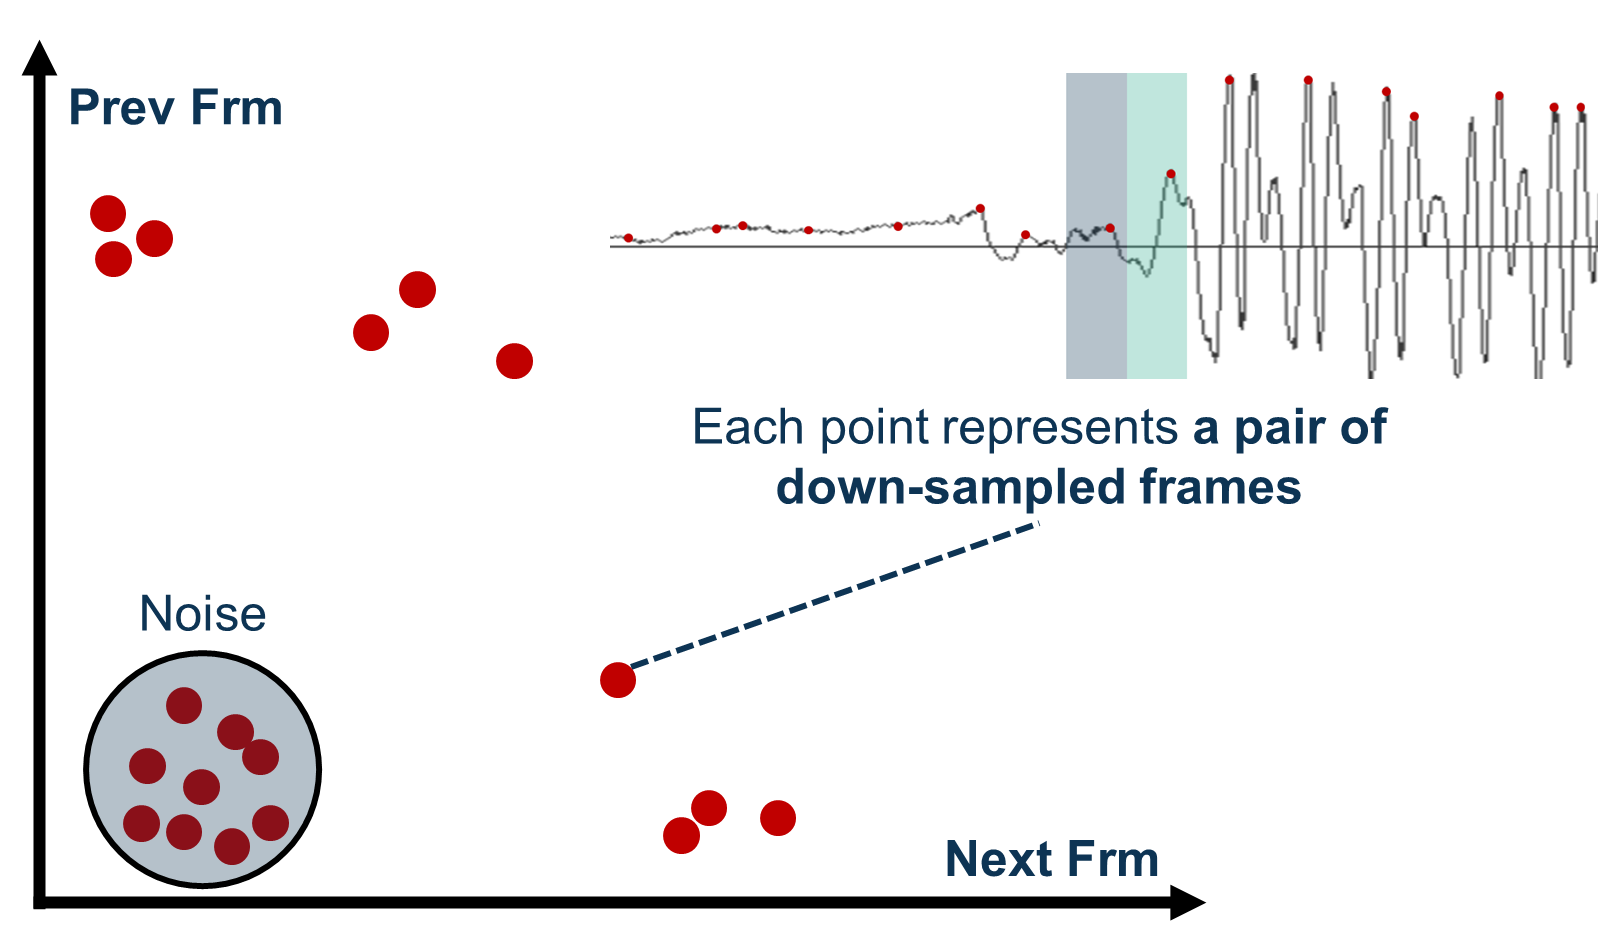 Prev Frm
Each point represents a pair of
down-sampled frames
Noise
Next Frm